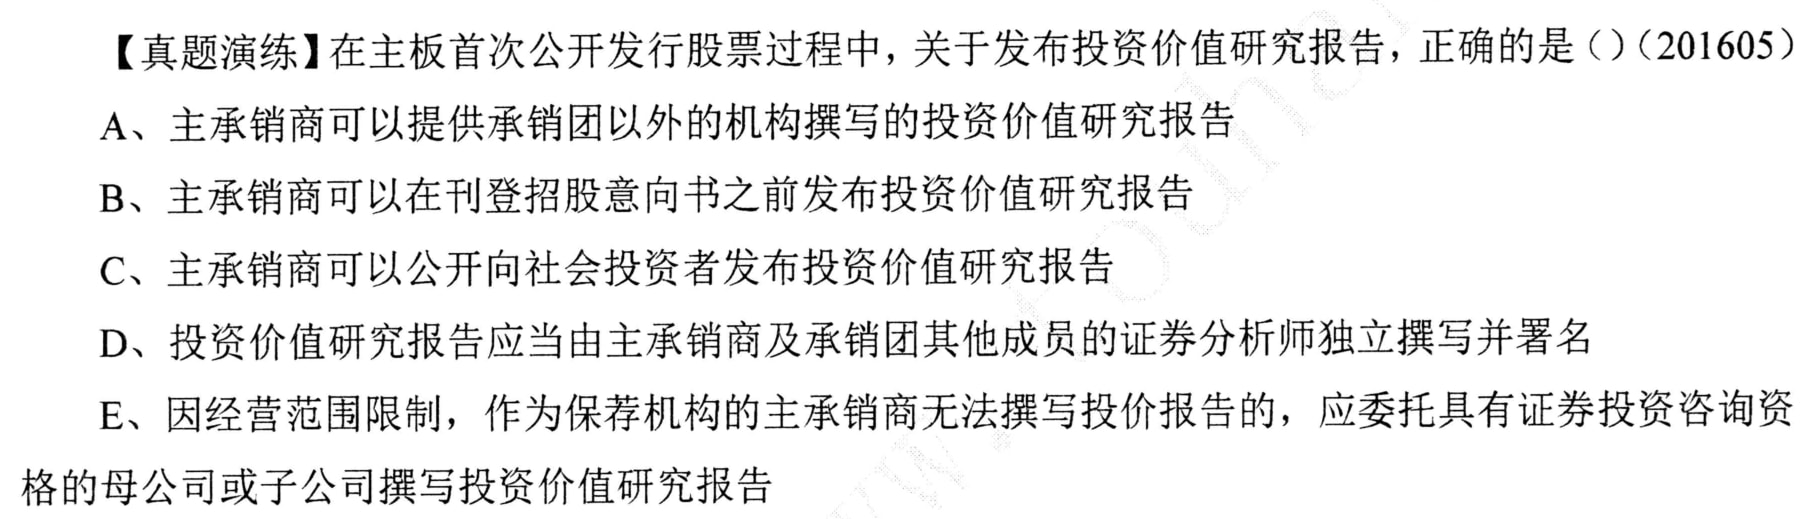 【真题演练】在主板首次公开发行股票过程中，关于发布投资价值研究报告，正确的是（）（201605）
A、主承销商可以提供承销团以外的机构撰写的投资价值研究报告
B、主承销商可以在刊登招股意向书之前发布投资价值研究报告
C、主承销商可以公开向社会投资者发布投资价值研究报告
D、投资价值研究报告应当由主承销商及承销团其他成员的证券分析师独立撰写并署名
E、因经营范围限制，作为保荐机构的主承销商无法撰写投价报告的，应委托具有证券投资咨询资
格的母公司或子公司撰写投资价值研究报告